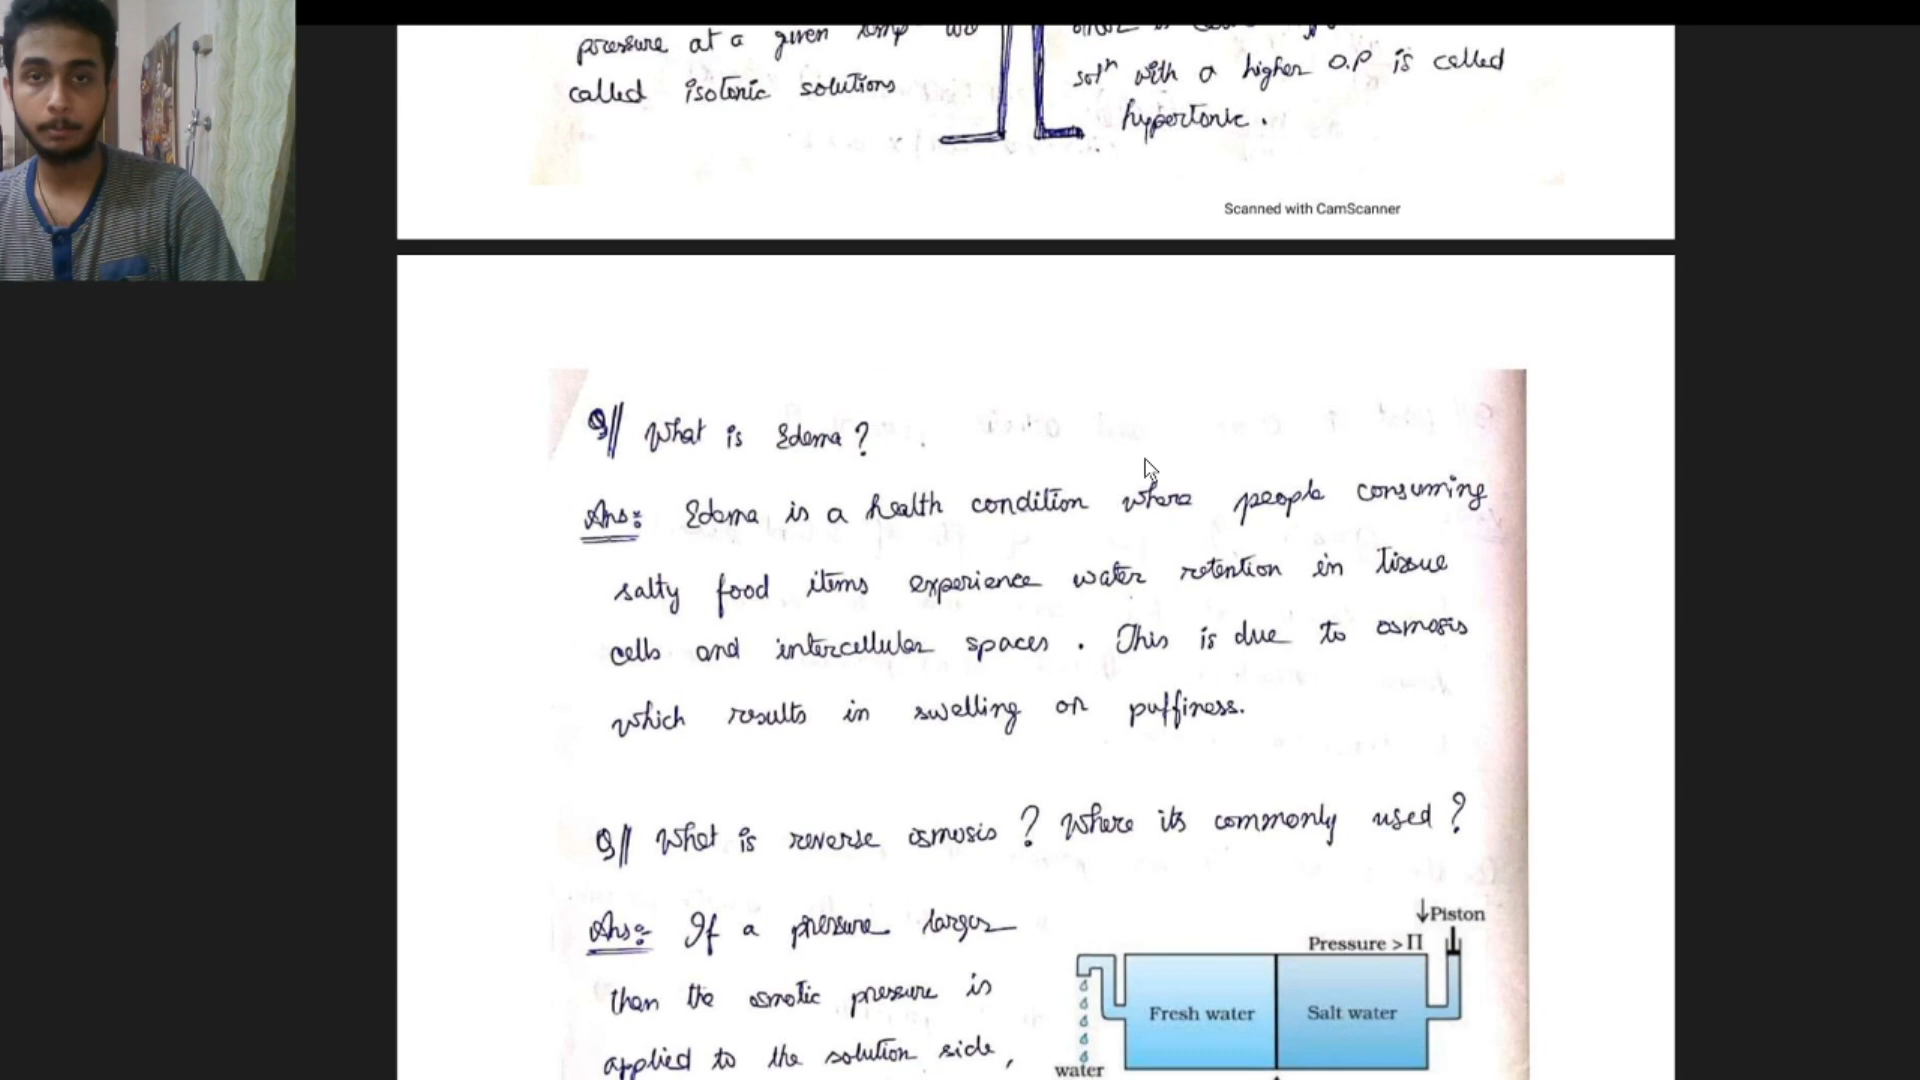 pressure at a given temp are
called isotonic solutions
solⁿ with a higher O.P is called
hypertonic.
Scanned with CamScanner
Q// What is Edema?
Ans: Edema is a health condition where people consuming
salty food items experience water retention in tissue
cells and intercellular spaces. This is due to osmosis
which results in swelling or puffiness.
Q// What is reverse osmosis? Where its commonly used?
Ans: If a pressure larger
than the osmotic pressure is
applied to the solution side,
↓Piston
Pressure > Π
Fresh water
Salt water
water